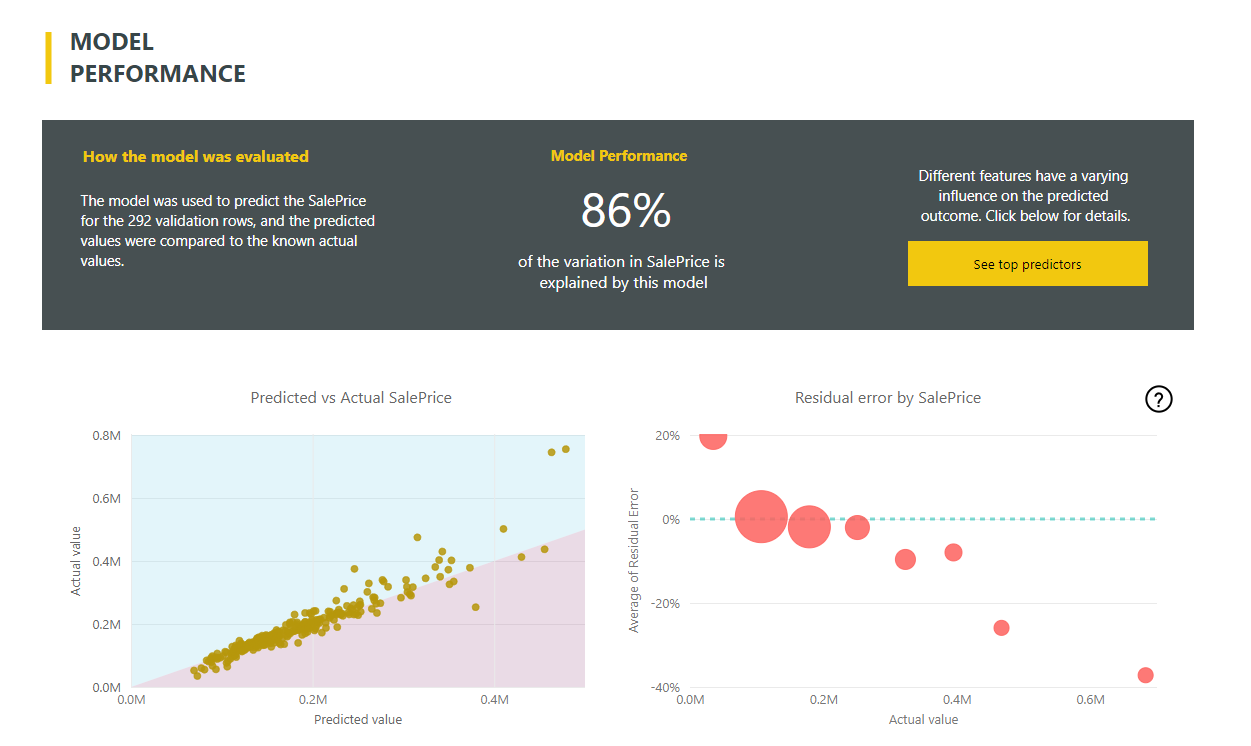 MODEL
PERFORMANCE
How the model was evaluated
The model was used to predict the SalePrice
for the 292 validation rows, and the predicted
values were compared to the known actual
values.
Model Performance
86%
of the variation in SalePrice is
explained by this model
Different features have a varying
influence on the predicted
outcome. Click below for details.
See top predictors
Predicted vs Actual SalePrice
Actual value
0.8M
0.6M
0.4M
0.2M
0.0M
0.0M 0.2M 0.4M
Predicted value
Residual error by SalePrice
?
Average of Residual Error
20%
0%
-20%
-40%
0.0M 0.2M 0.4M 0.6M
Actual value